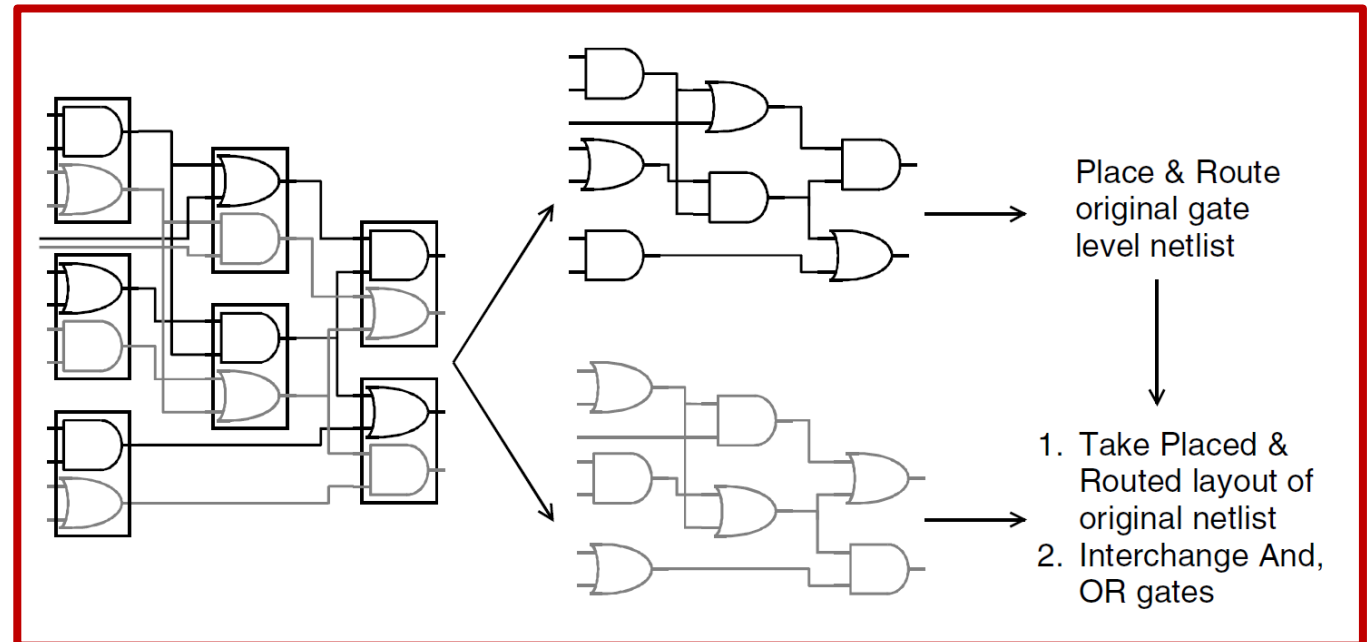 Place & Route
original gate
level netlist
1. Take Placed &
Routed layout of
original netlist
2. Interchange And,
OR gates